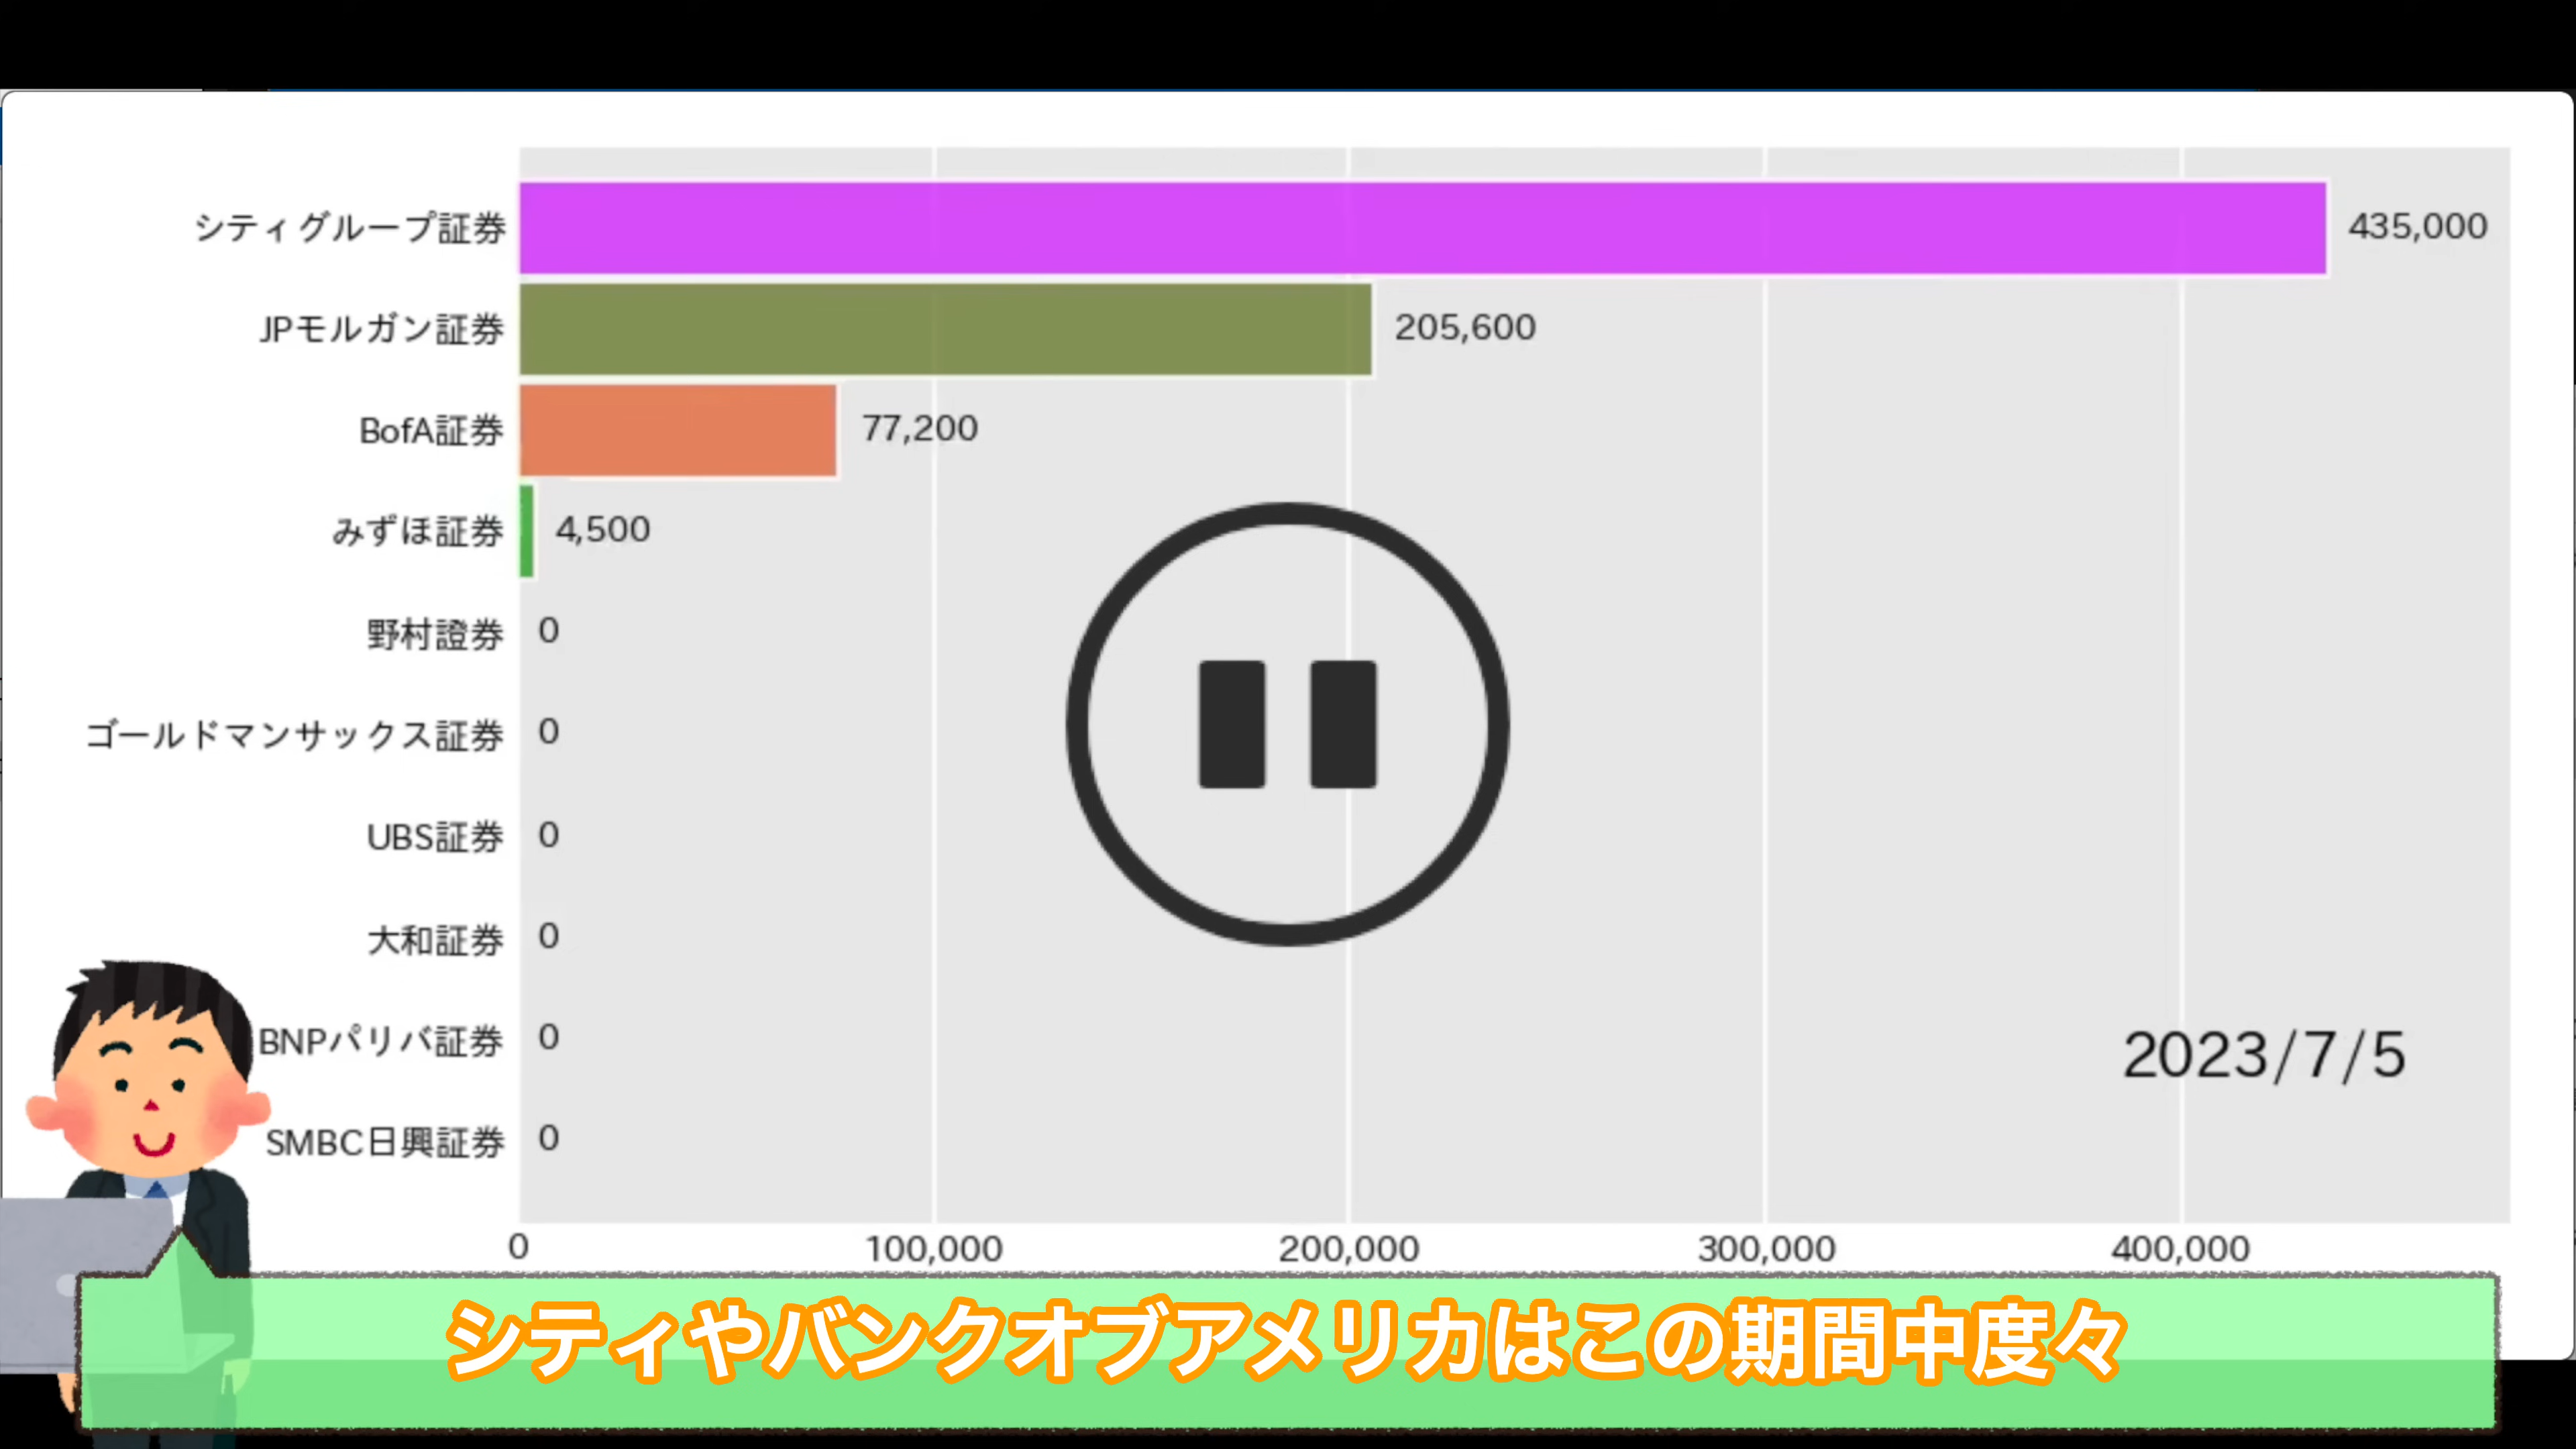 シティグループ証券 435,000
JPモルガン証券 205,600
BofA証券 77,200
みずほ証券 4,500
野村證券 0
ゴールドマンサックス証券 0
UBS証券 0
大和証券 0
BNPパリバ証券 0
SMBC日興証券 0
2023/7/5
0 100,000 200,000 300,000 400,000
シティやバンクオブアメリカはこの期間中度々